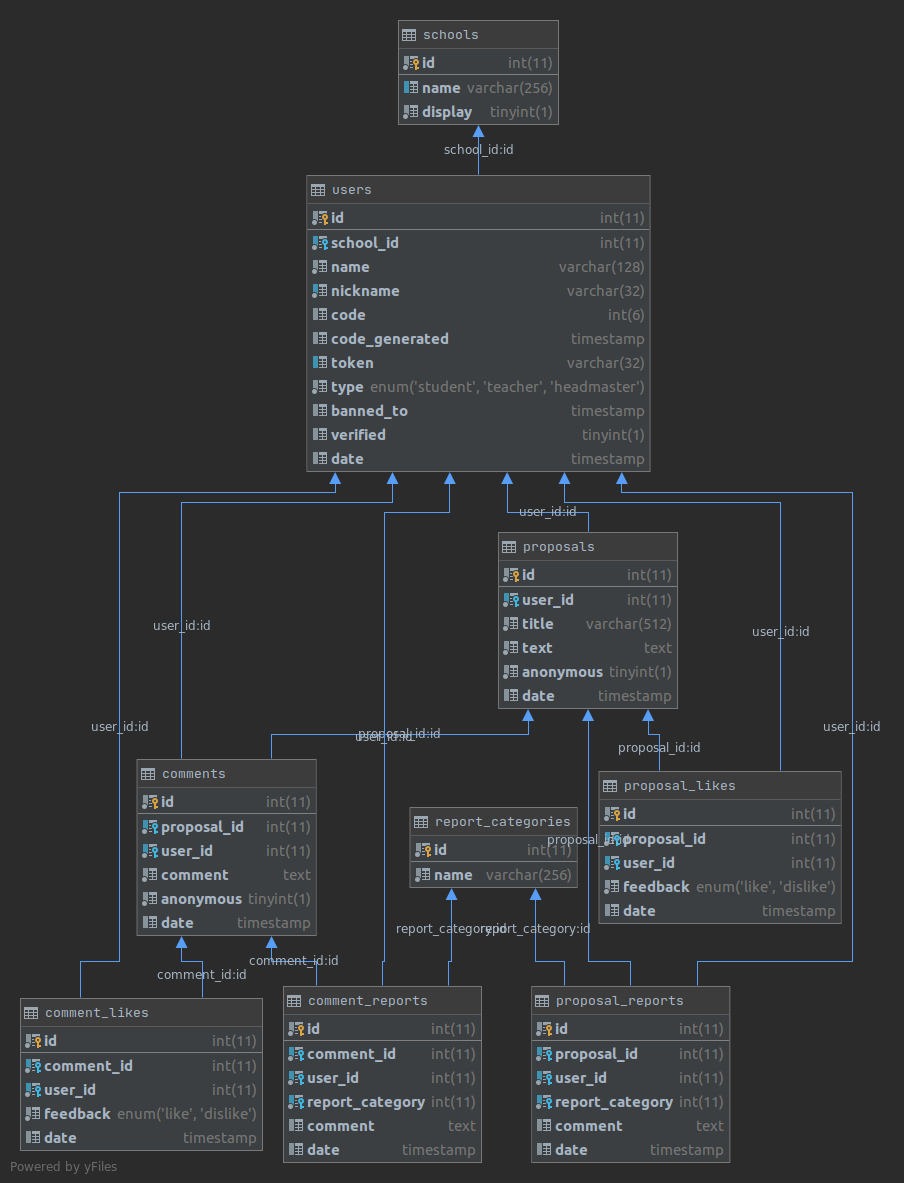 schools
id int(11)
name varchar(256)
display tinyint(1)
school_id:id
users
id int(11)
school_id int(11)
name varchar(128)
nickname varchar(32)
code int(6)
code_generated timestamp
token varchar(32)
type enum('student', 'teacher', 'headmaster')
banned_to timestamp
verified tinyint(1)
date timestamp
user_id:id
proposals
id int(11)
user_id int(11)
title varchar(512)
text text
anonymous tinyint(1)
date timestamp
user_id:id
user_id:id
user_id:id
user_id:id
proposal_id:id
user_id:id
proposal_id:id
comments
id int(11)
proposal_id int(11)
user_id int(11)
comment text
anonymous tinyint(1)
date timestamp
report_categories
id int(11)
name varchar(256)
proposal_id:id
proposal_likes
id int(11)
proposal_id int(11)
user_id int(11)
feedback enum('like', 'dislike')
date timestamp
report_category:id
report_category:id
comment_id:id
comment_id:id
comment_likes
id int(11)
comment_id int(11)
user_id int(11)
feedback enum('like', 'dislike')
date timestamp
comment_reports
id int(11)
comment_id int(11)
user_id int(11)
report_category int(11)
comment text
date timestamp
proposal_reports
id int(11)
proposal_id int(11)
user_id int(11)
report_category int(11)
comment text
date timestamp
Powered by yFiles